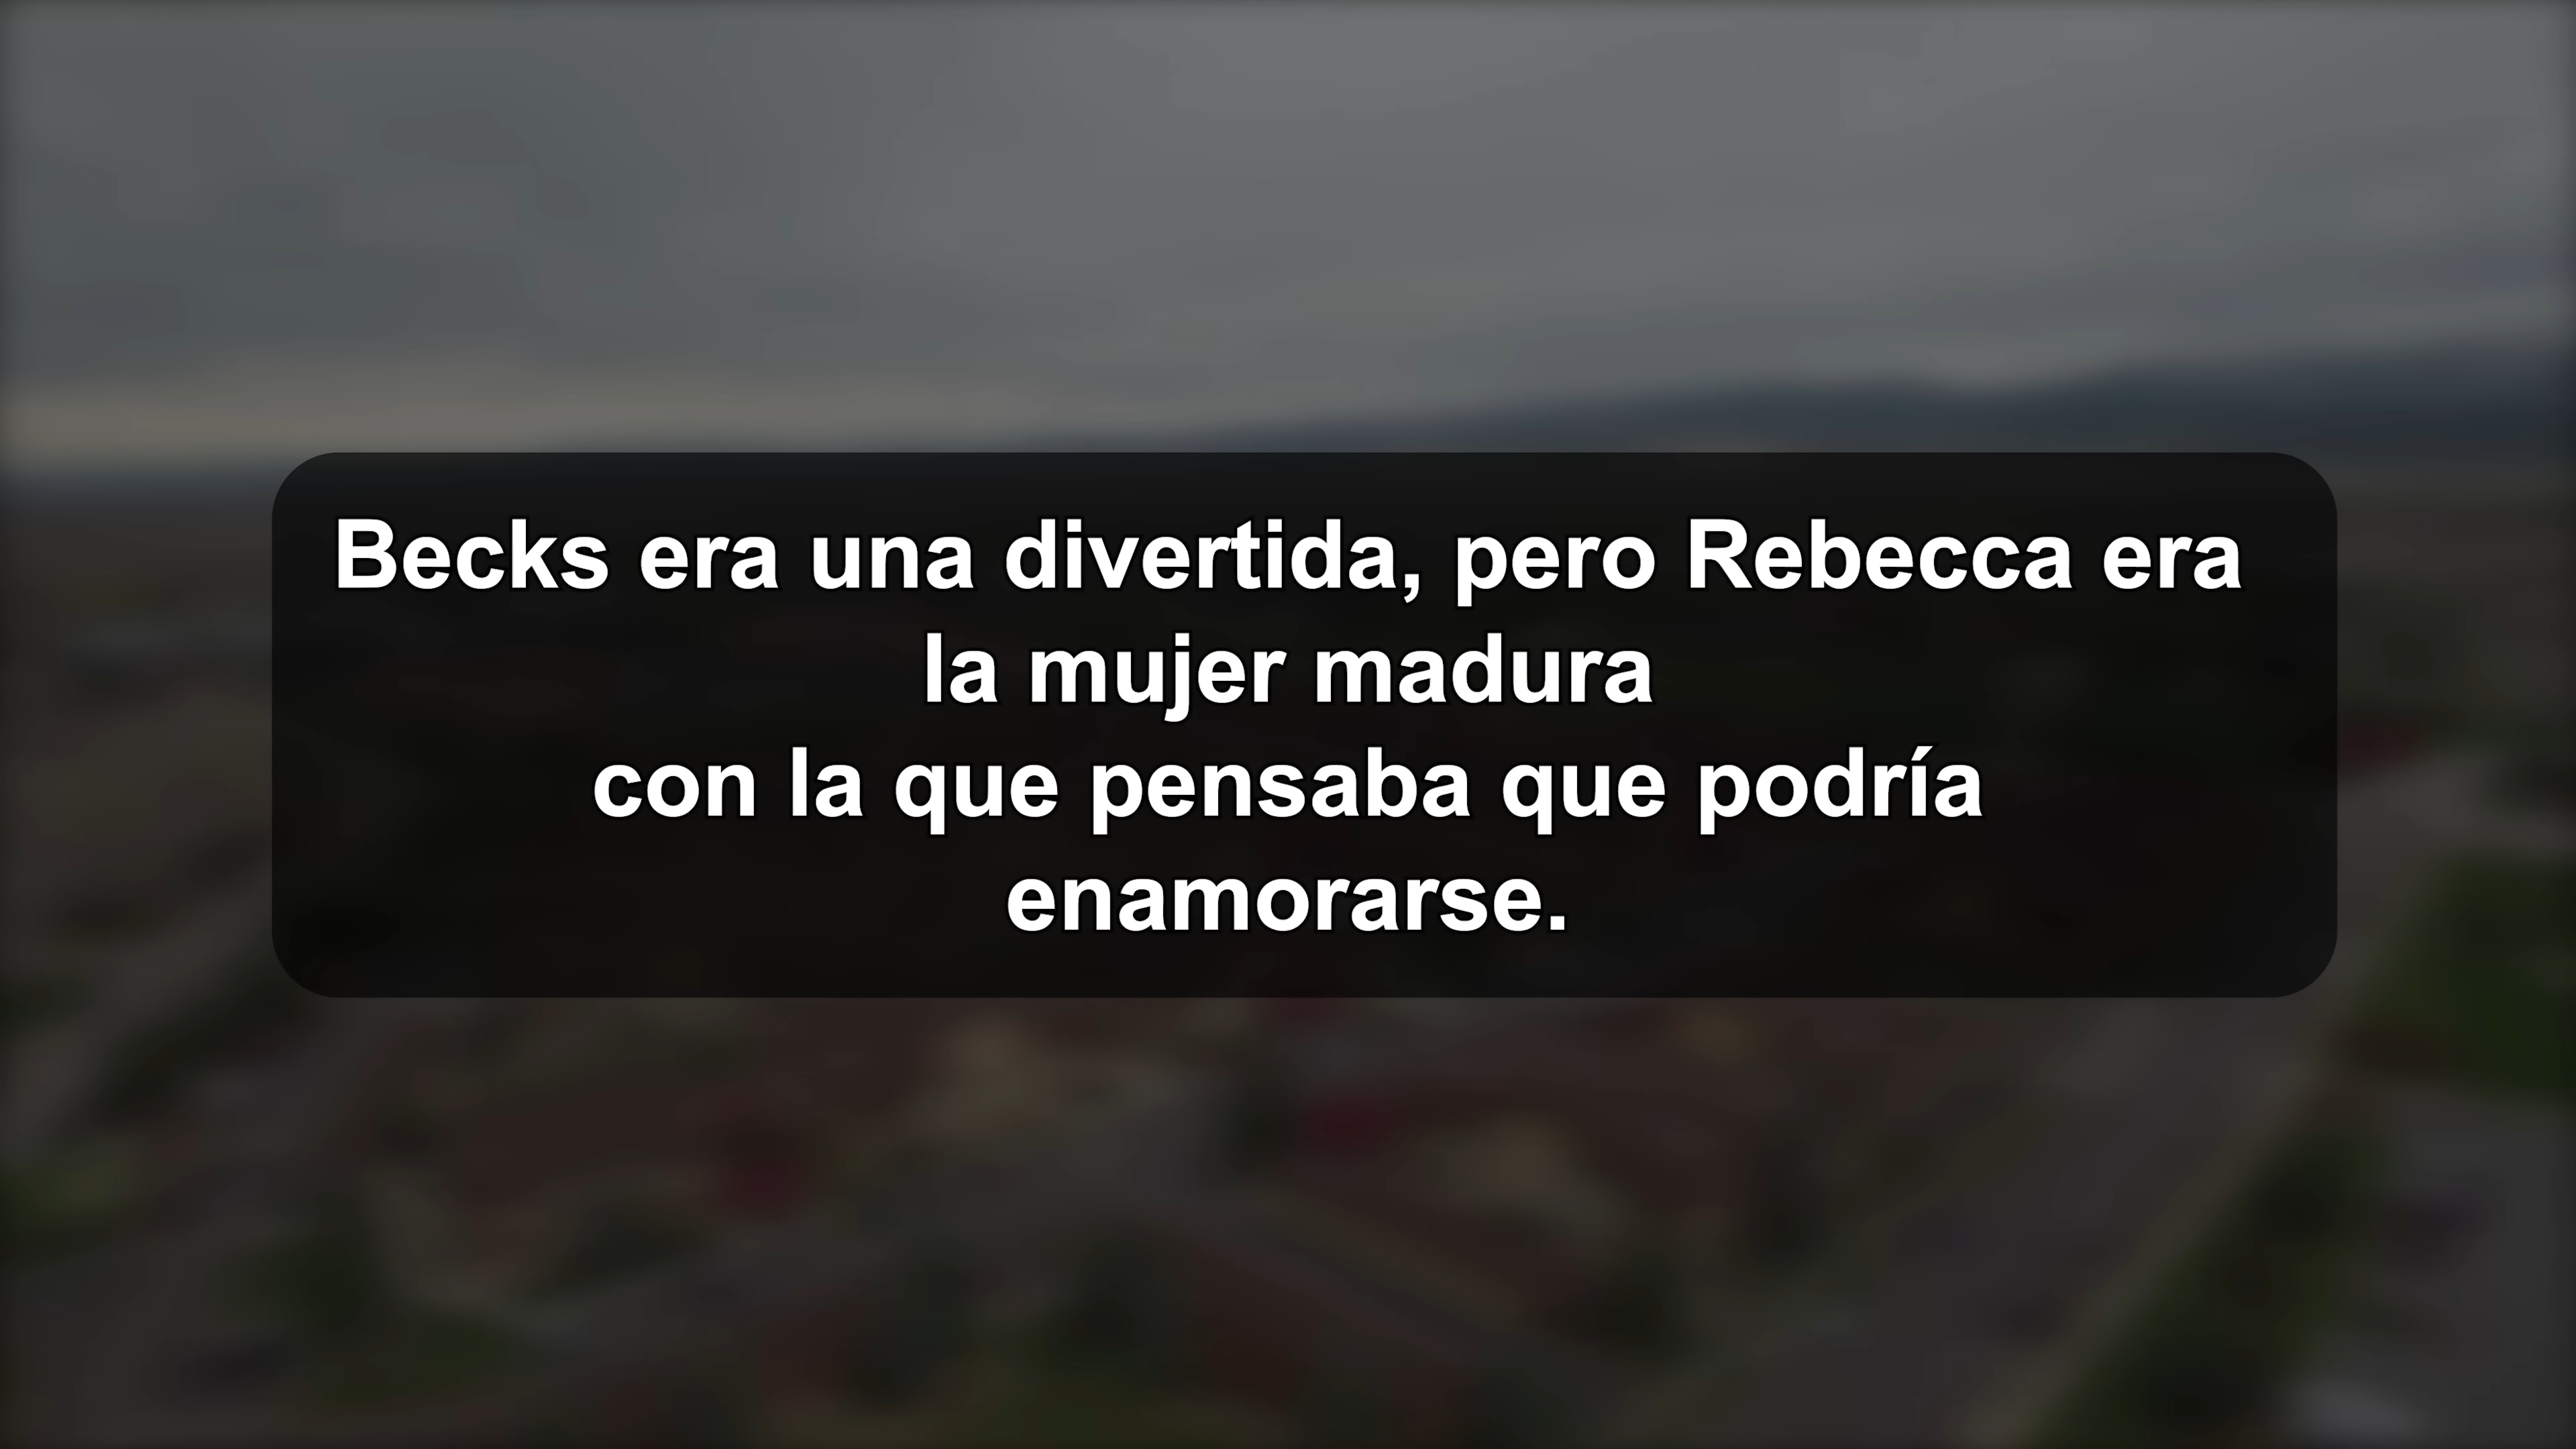 Becks era una divertida, pero Rebecca era
la mujer madura
con la que pensaba que podría
enamorarse.